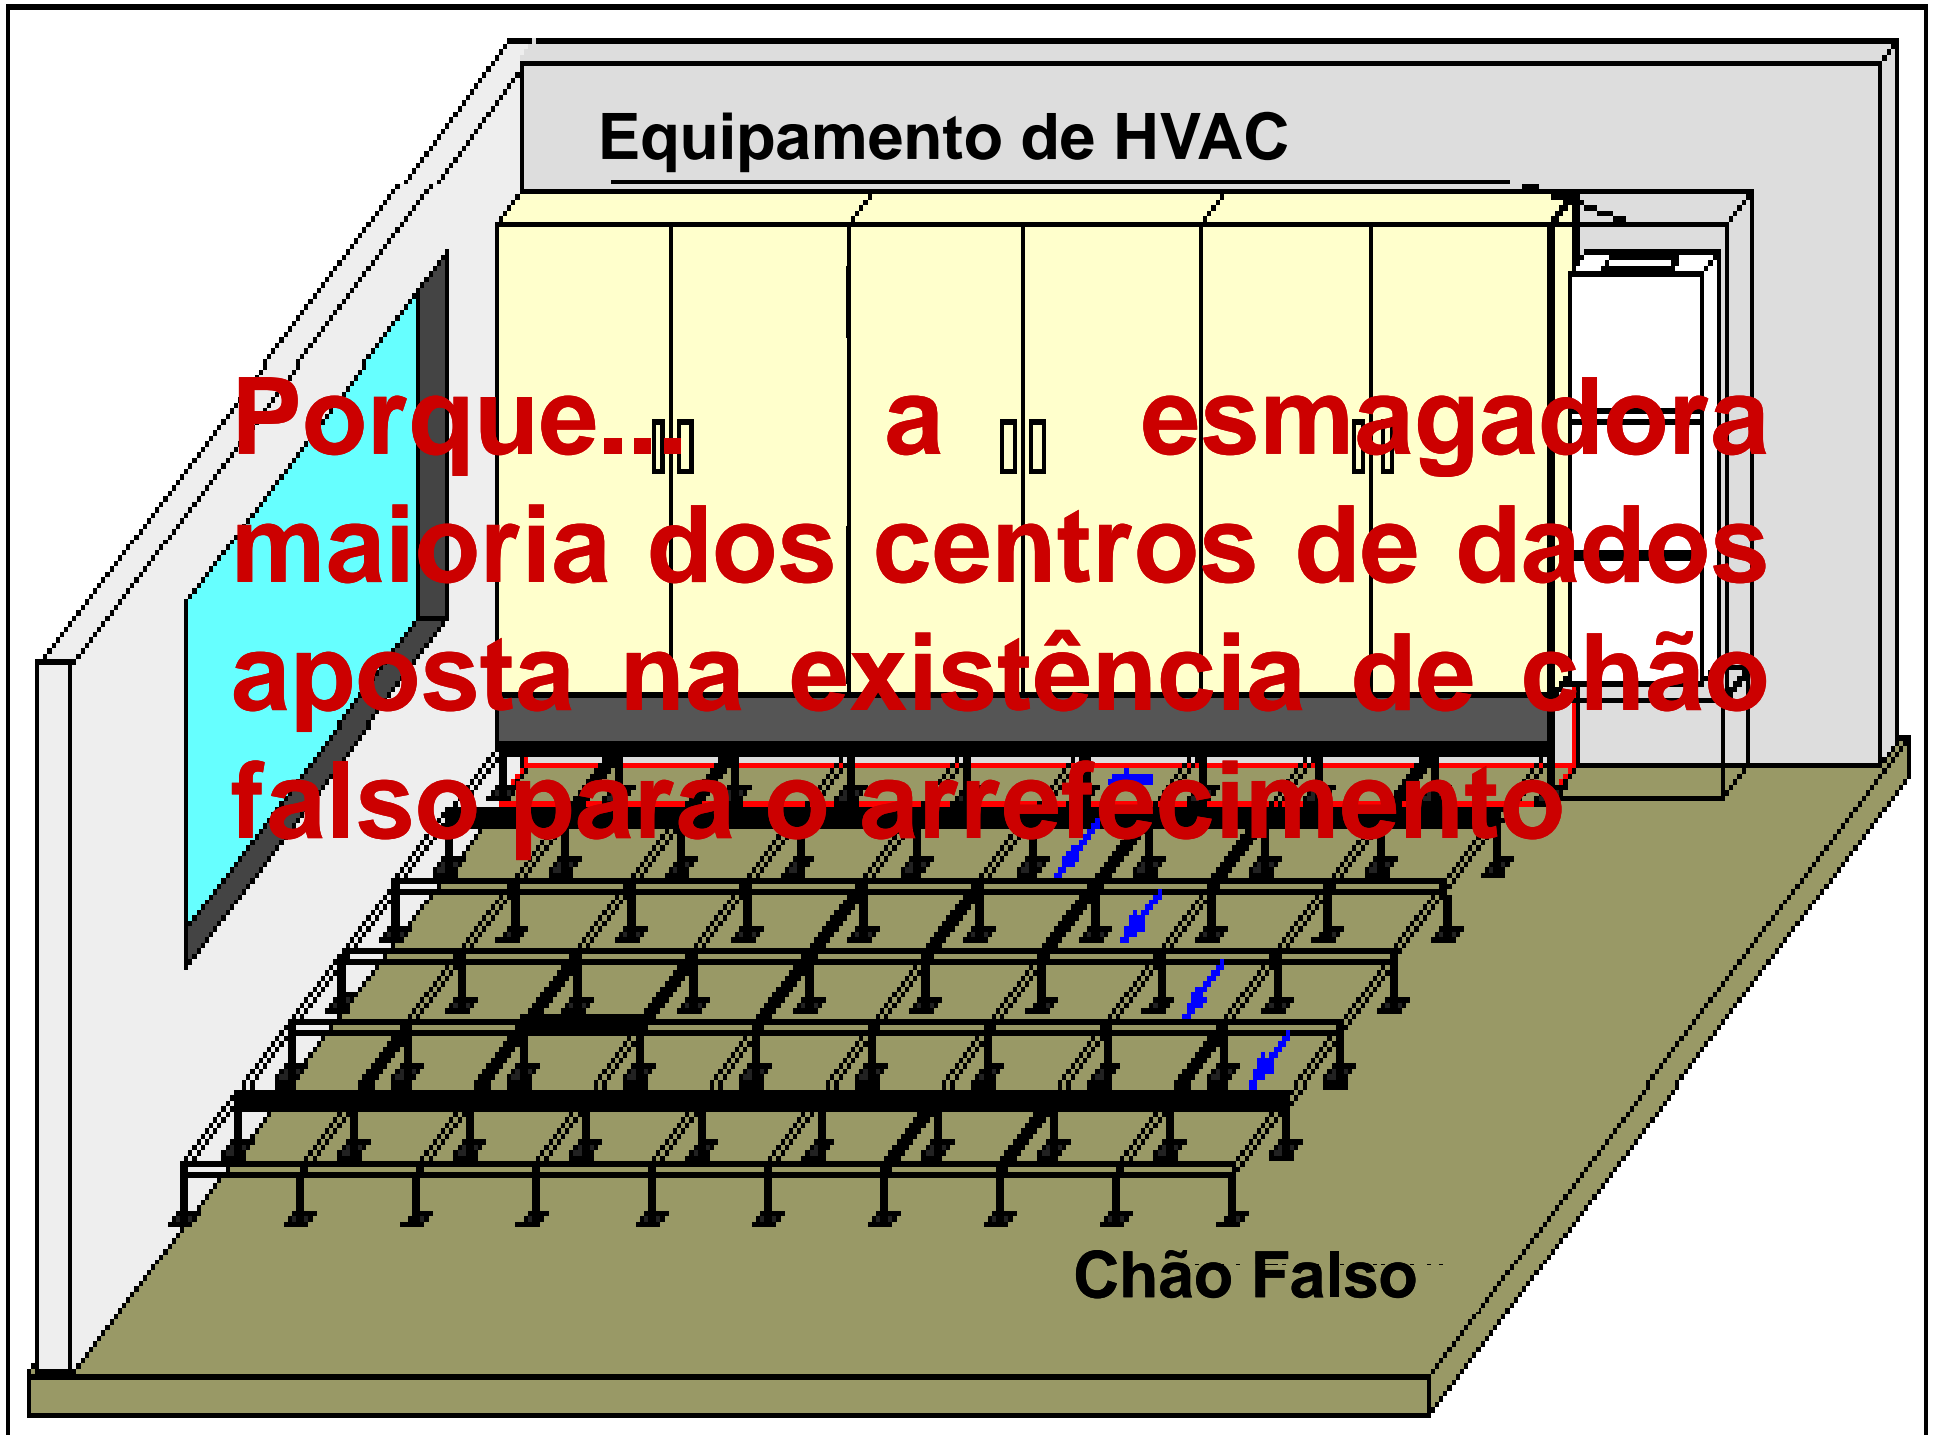 Equipamento de HVAC
Porque... a esmagadora
maioria dos centros de dados
aposta na existência de chão
falso para o arrefecimento
Chão Falso